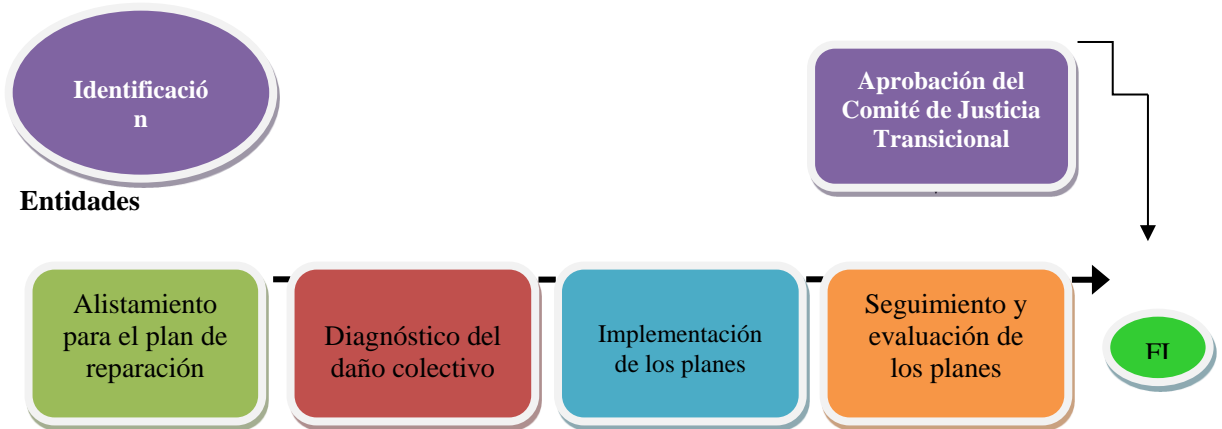 Identificació
n
Aprobación del
Comité de Justicia
Transicional
Entidades
Alistamiento
para el plan de
reparación
Diagnóstico del
daño colectivo
Implementación
de los planes
Seguimiento y
evaluación de
los planes